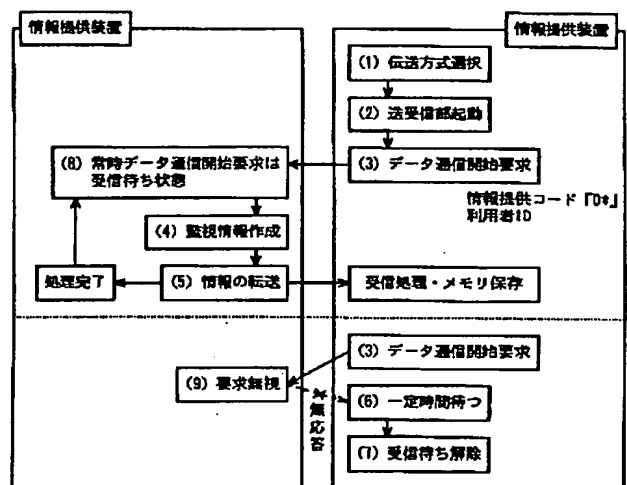 情報提供装置
情報提供装置
(1) 伝送方式選択
(2) 送受信部起動
(8) 常時データ通信開始要求は
受信待ち状態
(3) データ通信開始要求
情報提供コード『0*』
利用者ID
(4) 監視情報作成
処理完了
(5) 情報の転送
受信処理・メモリ保存
(3) データ通信開始要求
(9) 要求無視
無応答
(6) 一定時間待つ
(7) 受信待ち解除